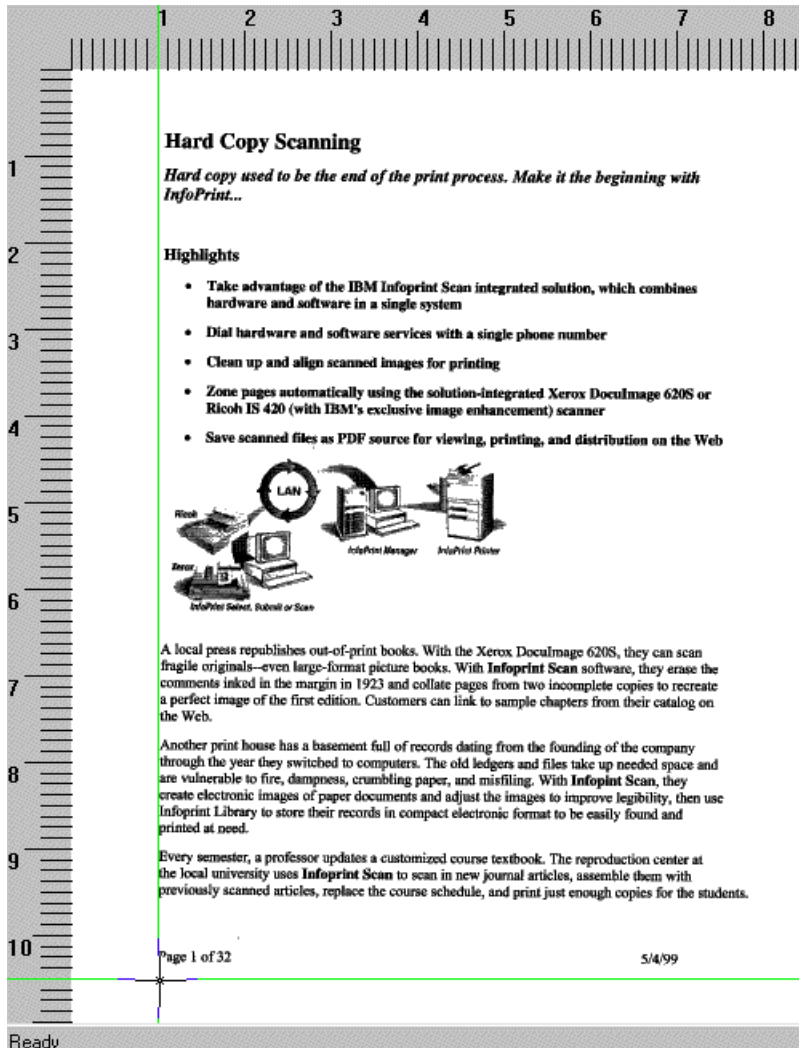 1 2 3 4 5 6 7 8
Hard Copy Scanning
1
Hard copy used to be the end of the print process. Make it the beginning with
InfoPrint...
2
Highlights
• Take advantage of the IBM Infoprint Scan integrated solution, which combines
hardware and software in a single system
3
• Dial hardware and software services with a single phone number
• Clean up and align scanned images for printing
• Zone pages automatically using the solution-integrated Xerox DocuImage 620S or
Ricoh IS 420 (with IBM's exclusive image enhancement) scanner
4
• Save scanned files as PDF source for viewing, printing, and distribution on the Web
LAN
5
Ricoh
InfoPrint Manager InfoPrint Printer
Xerox
6
InfoPrint Select, Submit or Scan
A local press republishes out-of-print books. With the Xerox DocuImage 620S, they can scan
fragile originals--even large-format picture books. With Infoprint Scan software, they erase the
7
comments inked in the margin in 1923 and collate pages from two incomplete copies to recreate
a perfect image of the first edition. Customers can link to sample chapters from their catalog on
the Web.
Another print house has a basement full of records dating from the founding of the company
through the year they switched to computers. The old ledgers and files take up needed space and
8
are vulnerable to fire, dampness, crumbling paper, and misfiling. With Infopint Scan, they
create electronic images of paper documents and adjust the images to improve legibility, then use
Infoprint Library to store their records in compact electronic format to be easily found and
printed at need.
9
Every semester, a professor updates a customized course textbook. The reproduction center at
the local university uses Infoprint Scan to scan in new journal articles, assemble them with
previously scanned articles, replace the course schedule, and print just enough copies for the students.
10
Page 1 of 32 5/4/99
Ready